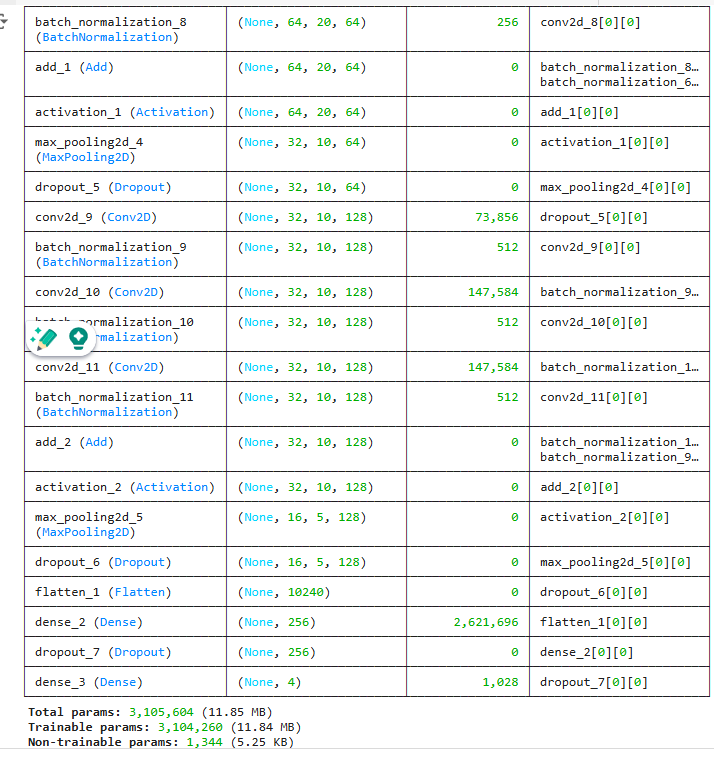 batch_normalization_8 (None, 64, 20, 64) 256 conv2d_8[0][0]
(BatchNormalization)
add_1 (Add) (None, 64, 20, 64) 0 batch_normalization_8…
batch_normalization_6…
activation_1 (Activation) (None, 64, 20, 64) 0 add_1[0][0]
max_pooling2d_4 (None, 32, 10, 64) 0 activation_1[0][0]
(MaxPooling2D)
dropout_5 (Dropout) (None, 32, 10, 64) 0 max_pooling2d_4[0][0]
conv2d_9 (Conv2D) (None, 32, 10, 128) 73,856 dropout_5[0][0]
batch_normalization_9 (None, 32, 10, 128) 512 conv2d_9[0][0]
(BatchNormalization)
conv2d_10 (Conv2D) (None, 32, 10, 128) 147,584 batch_normalization_9…
batch_normalization_10 (None, 32, 10, 128) 512 conv2d_10[0][0]
malization)
conv2d_11 (Conv2D) (None, 32, 10, 128) 147,584 batch_normalization_1…
batch_normalization_11 (None, 32, 10, 128) 512 conv2d_11[0][0]
(BatchNormalization)
add_2 (Add) (None, 32, 10, 128) 0 batch_normalization_1…
batch_normalization_9…
activation_2 (Activation) (None, 32, 10, 128) 0 add_2[0][0]
max_pooling2d_5 (None, 16, 5, 128) 0 activation_2[0][0]
(MaxPooling2D)
dropout_6 (Dropout) (None, 16, 5, 128) 0 max_pooling2d_5[0][0]
flatten_1 (Flatten) (None, 10240) 0 dropout_6[0][0]
dense_2 (Dense) (None, 256) 2,621,696 flatten_1[0][0]
dropout_7 (Dropout) (None, 256) 0 dense_2[0][0]
dense_3 (Dense) (None, 4) 1,028 dropout_7[0][0]
Total params: 3,105,604 (11.85 MB)
Trainable params: 3,104,260 (11.84 MB)
Non-trainable params: 1,344 (5.25 KB)